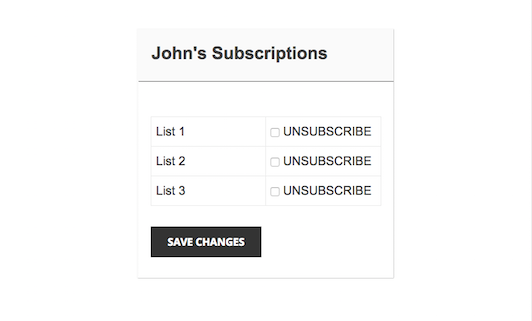 John's Subscriptions
List 1 UNSUBSCRIBE
List 2 UNSUBSCRIBE
List 3 UNSUBSCRIBE
SAVE CHANGES